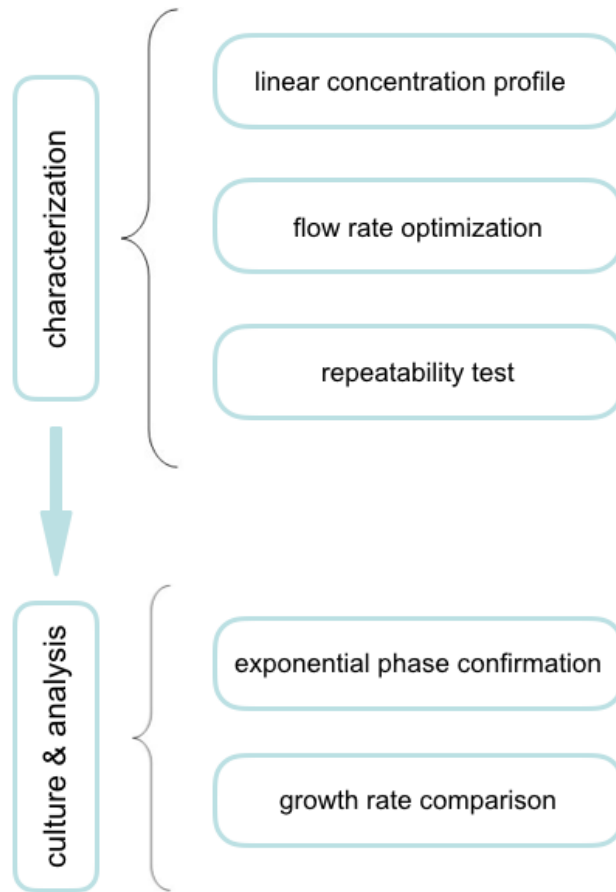 characterization
linear concentration profile
flow rate optimization
repeatability test
culture & analysis
exponential phase confirmation
growth rate comparison